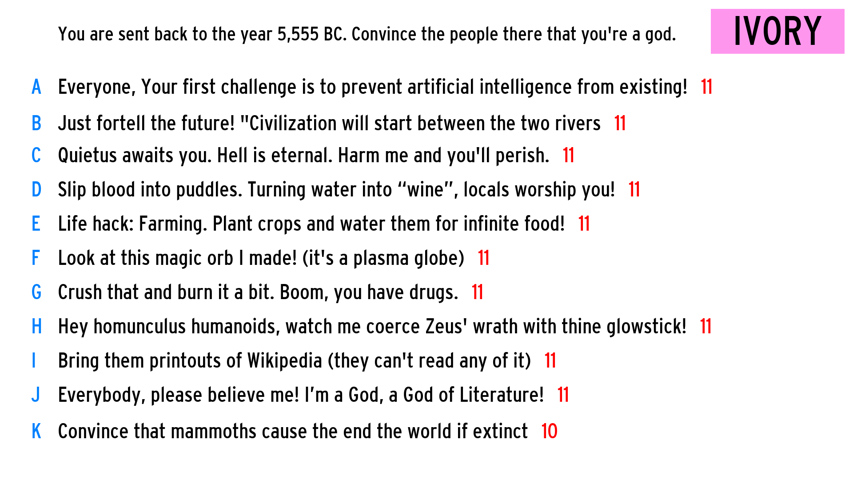 You are sent back to the year 5,555 BC. Convince the people there that you're a god.
IVORY
A Everyone, Your first challenge is to prevent artificial intelligence from existing! 11
B Just fortell the future! "Civilization will start between the two rivers 11
C Quietus awaits you. Hell is eternal. Harm me and you'll perish. 11
D Slip blood into puddles. Turning water into “wine”, locals worship you! 11
E Life hack: Farming. Plant crops and water them for infinite food! 11
F Look at this magic orb I made! (it's a plasma globe) 11
G Crush that and burn it a bit. Boom, you have drugs. 11
H Hey homunculus humanoids, watch me coerce Zeus' wrath with thine glowstick! 11
I Bring them printouts of Wikipedia (they can't read any of it) 11
J Everybody, please believe me! I’m a God, a God of Literature! 11
K Convince that mammoths cause the end the world if extinct 10